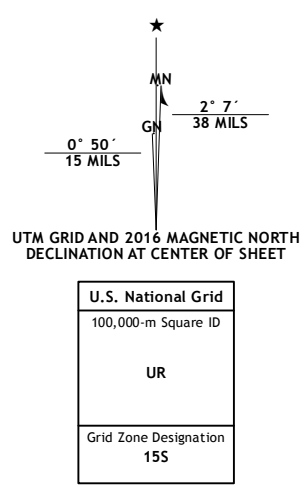 MN
2° 7´
38 MILS
GN
0° 50´
15 MILS
UTM GRID AND 2016 MAGNETIC NORTH
DECLINATION AT CENTER OF SHEET
U.S. National Grid
100,000-m Square ID
UR
Grid Zone Designation
15S